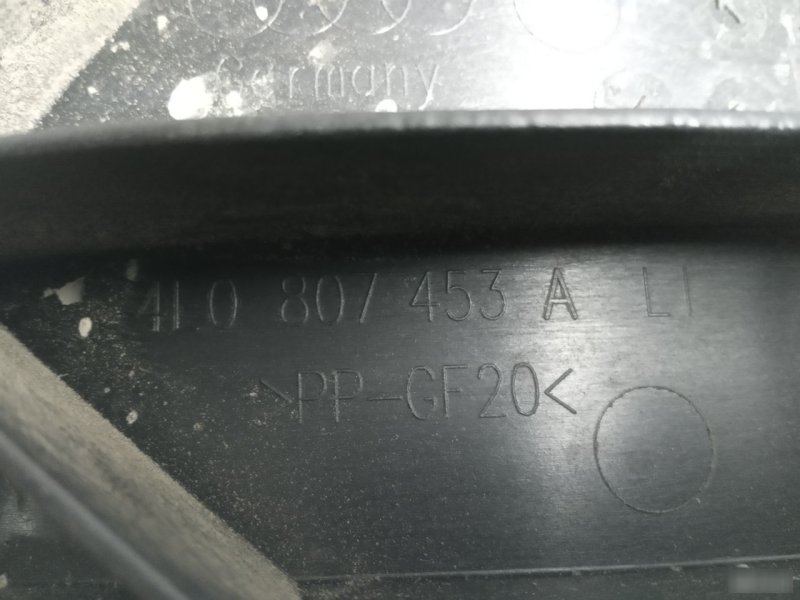 Germany
4L0 807 453 A LI
>PP-GF20<